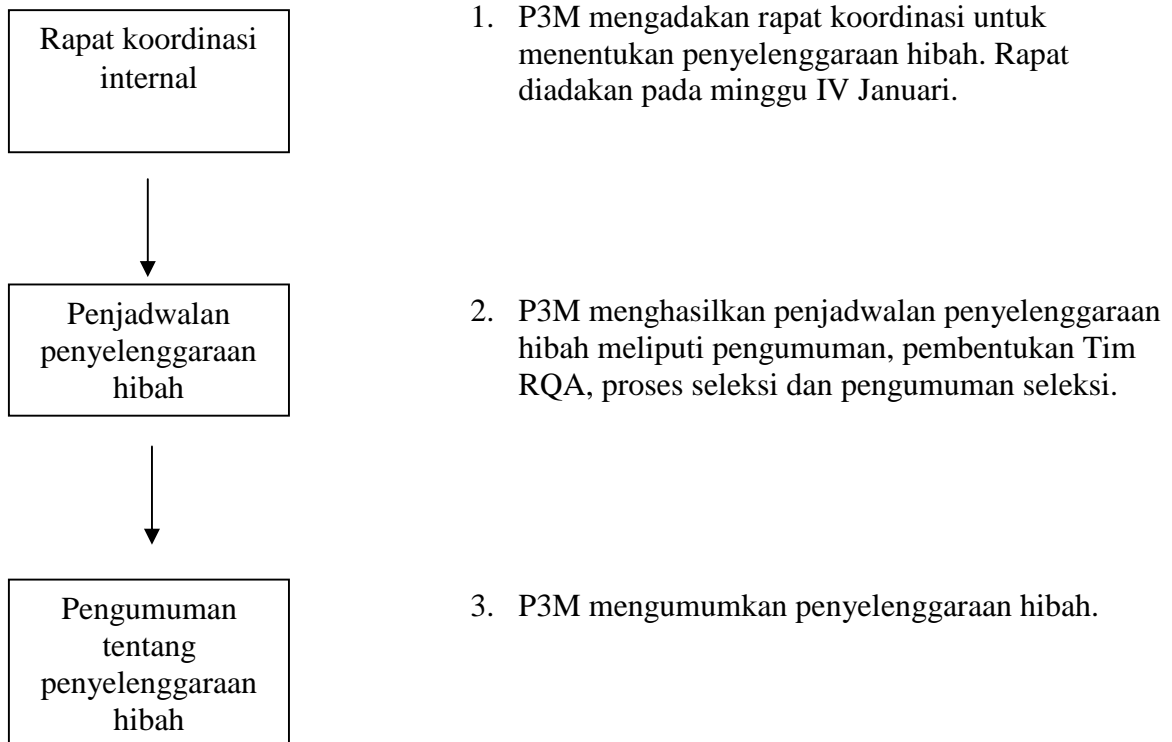 Rapat koordinasi
internal
1. P3M mengadakan rapat koordinasi untuk
menentukan penyelenggaraan hibah. Rapat
diadakan pada minggu IV Januari.
Penjadwalan
penyelenggaraan
hibah
2. P3M menghasilkan penjadwalan penyelenggaraan
hibah meliputi pengumuman, pembentukan Tim
RQA, proses seleksi dan pengumuman seleksi.
Pengumuman
tentang
penyelenggaraan
hibah
3. P3M mengumumkan penyelenggaraan hibah.